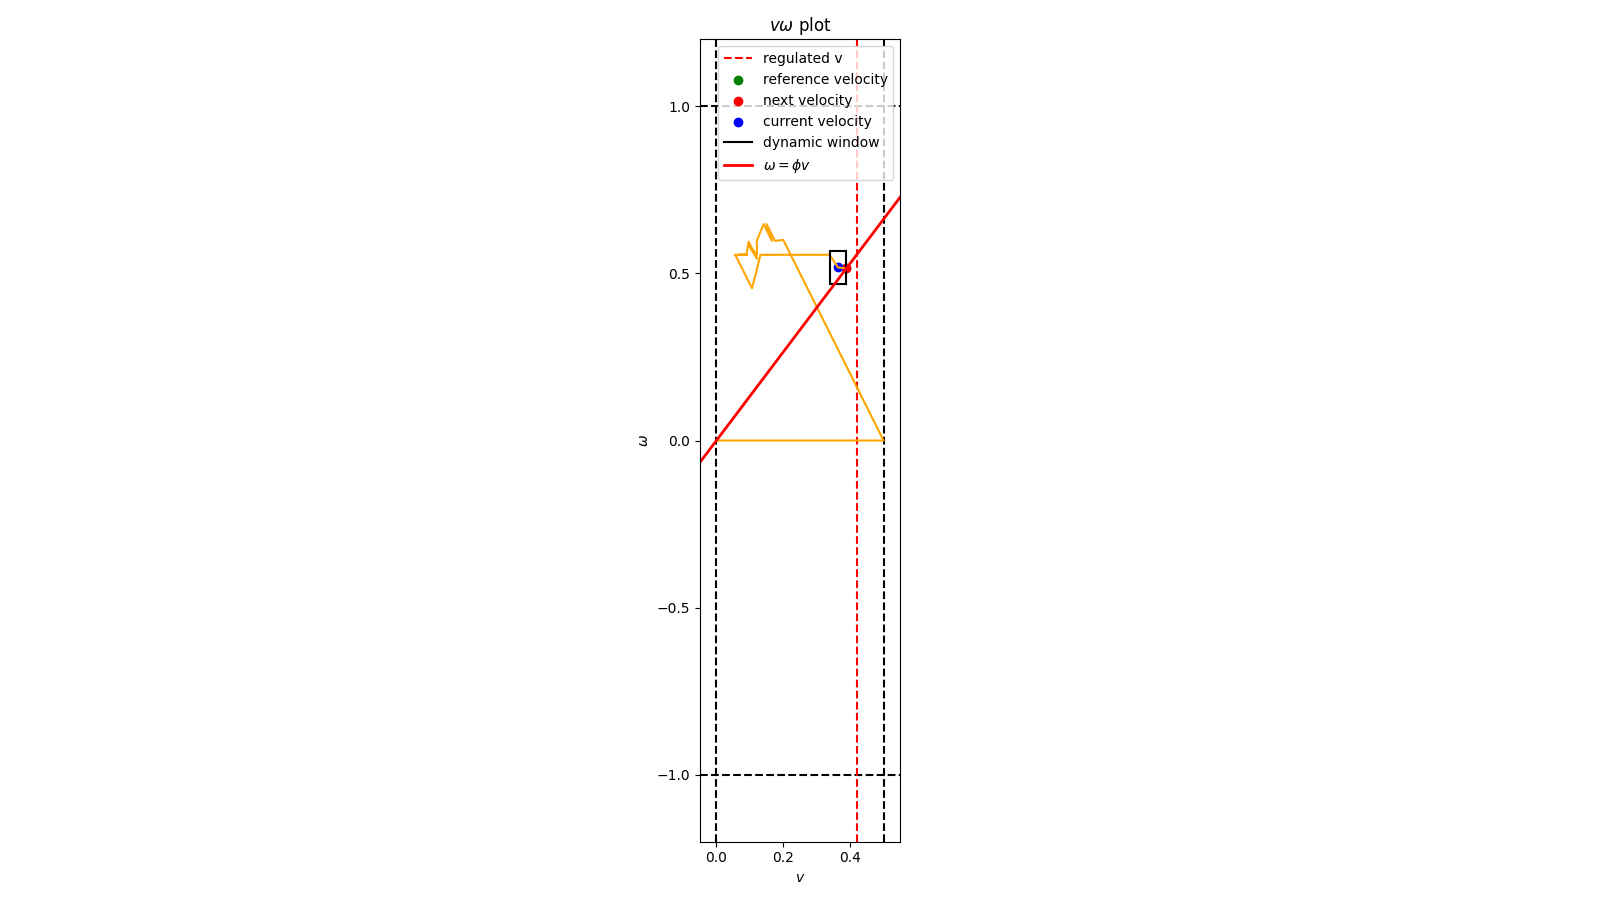 vω plot
regulated v
reference velocity
next velocity
current velocity
dynamic window
ω = ϕv
1.0
0.5
0.0
−0.5
−1.0
ω
0.0 0.2 0.4
v